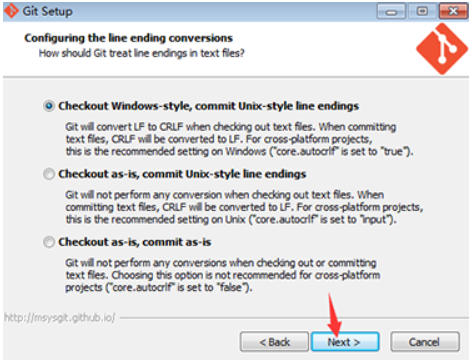 Git Setup
Configuring the line ending conversions
How should Git treat line endings in text files?
Checkout Windows-style, commit Unix-style line endings
Git will convert LF to CRLF when checking out text files. When committing
text files, CRLF will be converted to LF. For cross-platform projects,
this is the recommended setting on Windows ("core.autocrlf" is set to "true").
Checkout as-is, commit Unix-style line endings
Git will not perform any conversion when checking out text files. When
committing text files, CRLF will be converted to LF. For cross-platform projects,
this is the recommended setting on Unix ("core.autocrlf" is set to "input").
Checkout as-is, commit as-is
Git will not perform any conversions when checking out or committing
text files. Choosing this option is not recommended for cross-platform
projects ("core.autocrlf" is set to "false").
http://msysgit.github.io/
< Back Next > Cancel